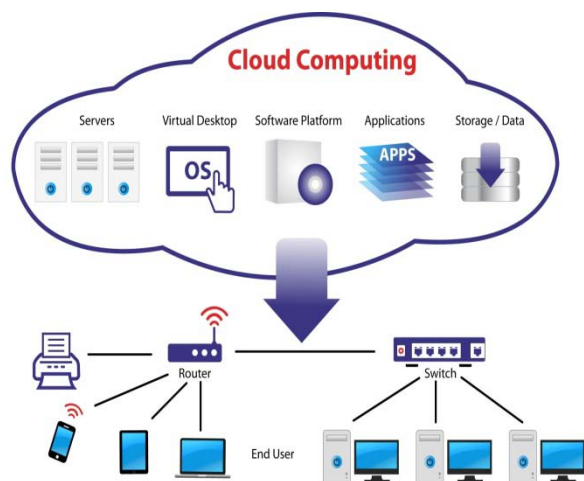 Cloud Computing
Servers
Virtual Desktop
Software Platform
Applications
Storage / Data
OS
APPS
Router
Switch
End User